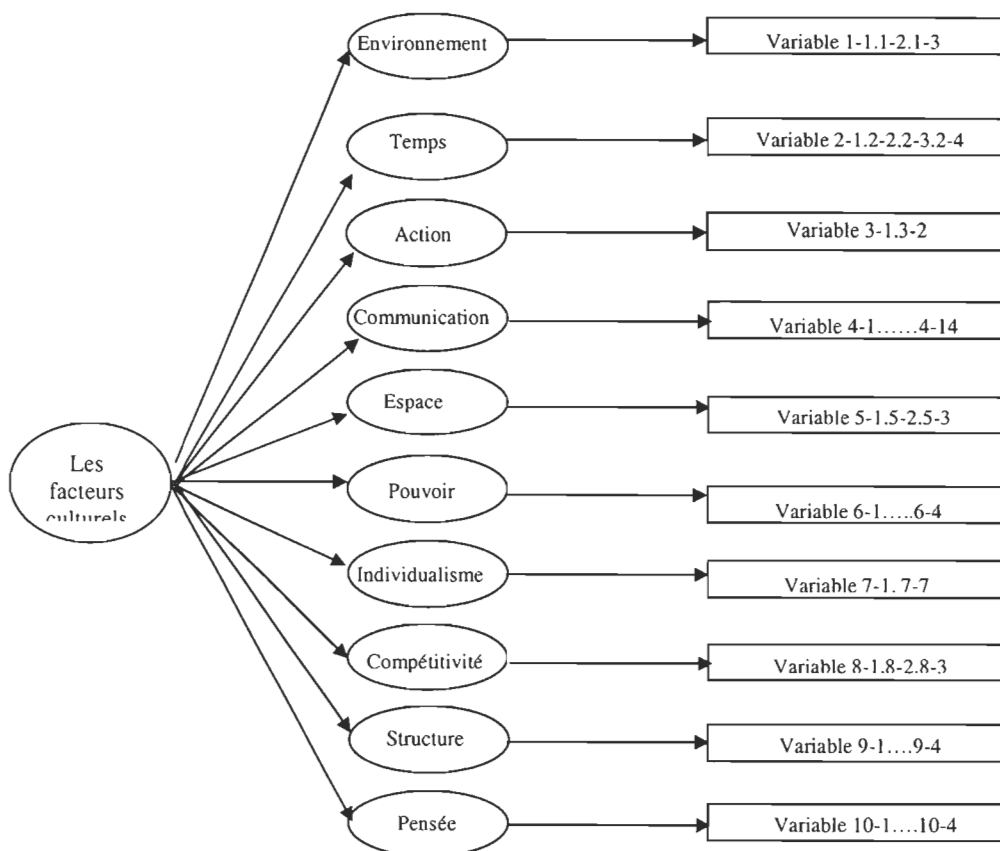 Environnement
Variable 1-1.1-2.1-3
Temps
Variable 2-1.2-2.2-3.2-4
Action
Variable 3-1.3-2
Communication
Variable 4-1......4-14
Espace
Variable 5-1.5-2.5-3
Les
facteurs
culturels
Pouvoir
Variable 6-1.....6-4
Individualisme
Variable 7-1. 7-7
Compétitivité
Variable 8-1.8-2.8-3
Structure
Variable 9-1....9-4
Pensée
Variable 10-1....10-4